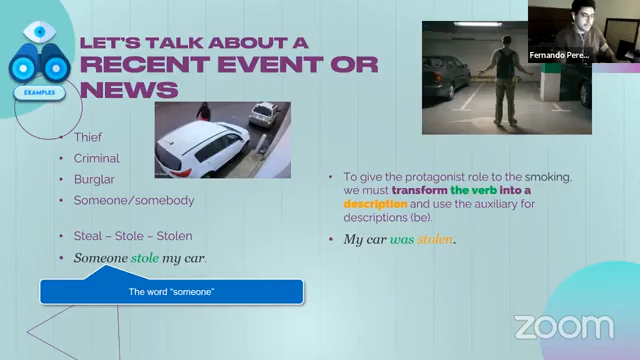 LET'S TALK ABOUT A
RECENT EVENT OR
NEWS
EXAMPLES
Fernando Pere...
Thief
Criminal
Burglar
Someone/somebody
Steal – Stole – Stolen
Someone stole my car.
The word "someone"
To give the protagonist role to the smoking,
we must transform the verb into a
description and use the auxiliary for
descriptions (be).
My car was stolen.
zoom